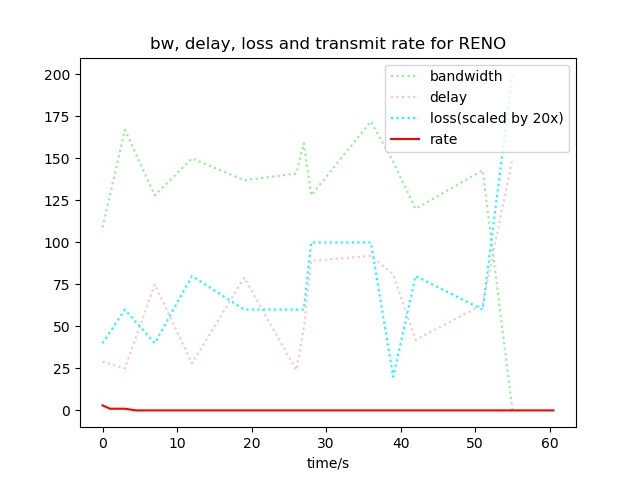 bw, delay, loss and transmit rate for RENO
200
175
150
125
100
75
50
25
0
bandwidth
delay
loss(scaled by 20x)
rate
0 10 20 30 40 50 60
time/s